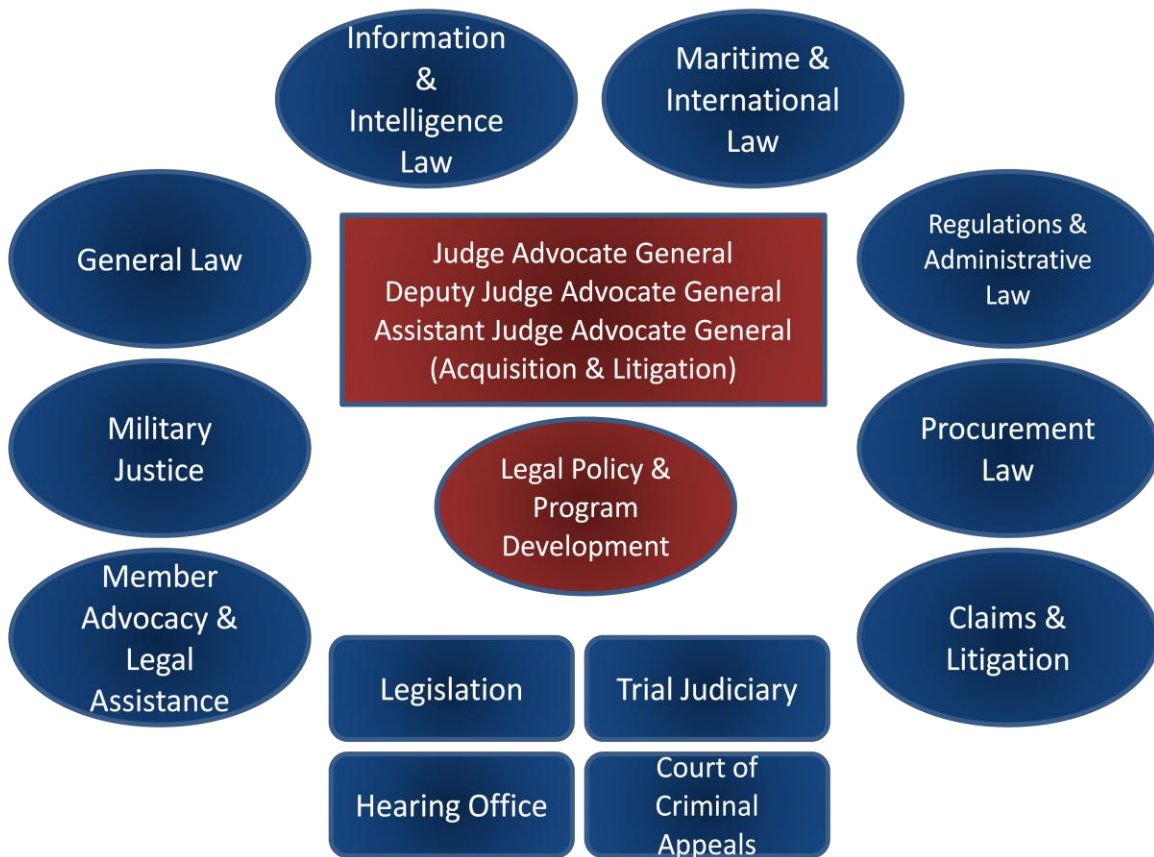 Information
&
Intelligence
Law
Maritime &
International
Law
General Law
Judge Advocate General
Deputy Judge Advocate General
Assistant Judge Advocate General
(Acquisition & Litigation)
Regulations &
Administrative
Law
Military
Justice
Legal Policy &
Program
Development
Procurement
Law
Member
Advocacy &
Legal
Assistance
Claims &
Litigation
Legislation
Trial Judiciary
Hearing Office
Court of
Criminal
Appeals